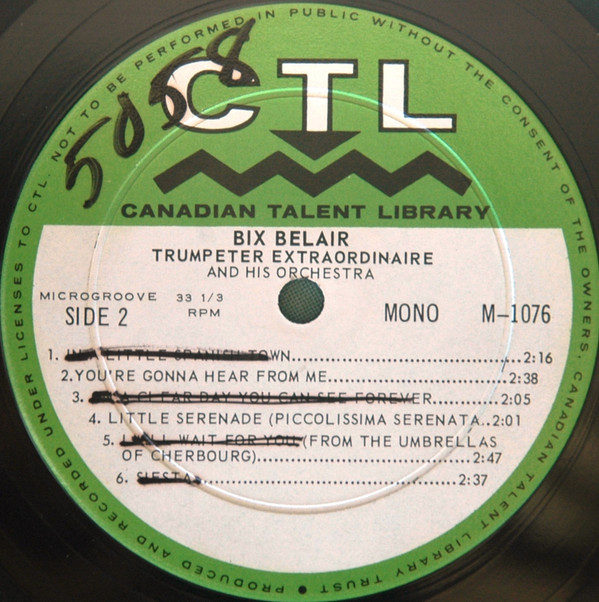 NOT TO BE PERFORMED IN PUBLIC WITHOUT THE CONSENT OF THE OWNERS, CANADIAN TALENT LIBRARY TRUST • PRODUCED AND RECORDED UNDER LICENSES TO CTL.
5058
CTL
CANADIAN TALENT LIBRARY
BIX BELAIR
TRUMPETER EXTRAORDINAIRE
AND HIS ORCHESTRA
MICROGROOVE 33 1/3 RPM
SIDE 2 MONO M-1076
1. IN A LITTLE SPANISH TOWN 2:16
2.YOU'RE GONNA HEAR FROM ME 2:38
3. A CLEAR DAY YOU CAN SEE FOREVER 2:05
4. LITTLE SERENADE (PICCOLISSIMA SERENATA..2:01
5. I WILL WAIT FOR YOU (FROM THE UMBRELLAS
OF CHERBOURG) 2:47
6. SIESTA 2:37